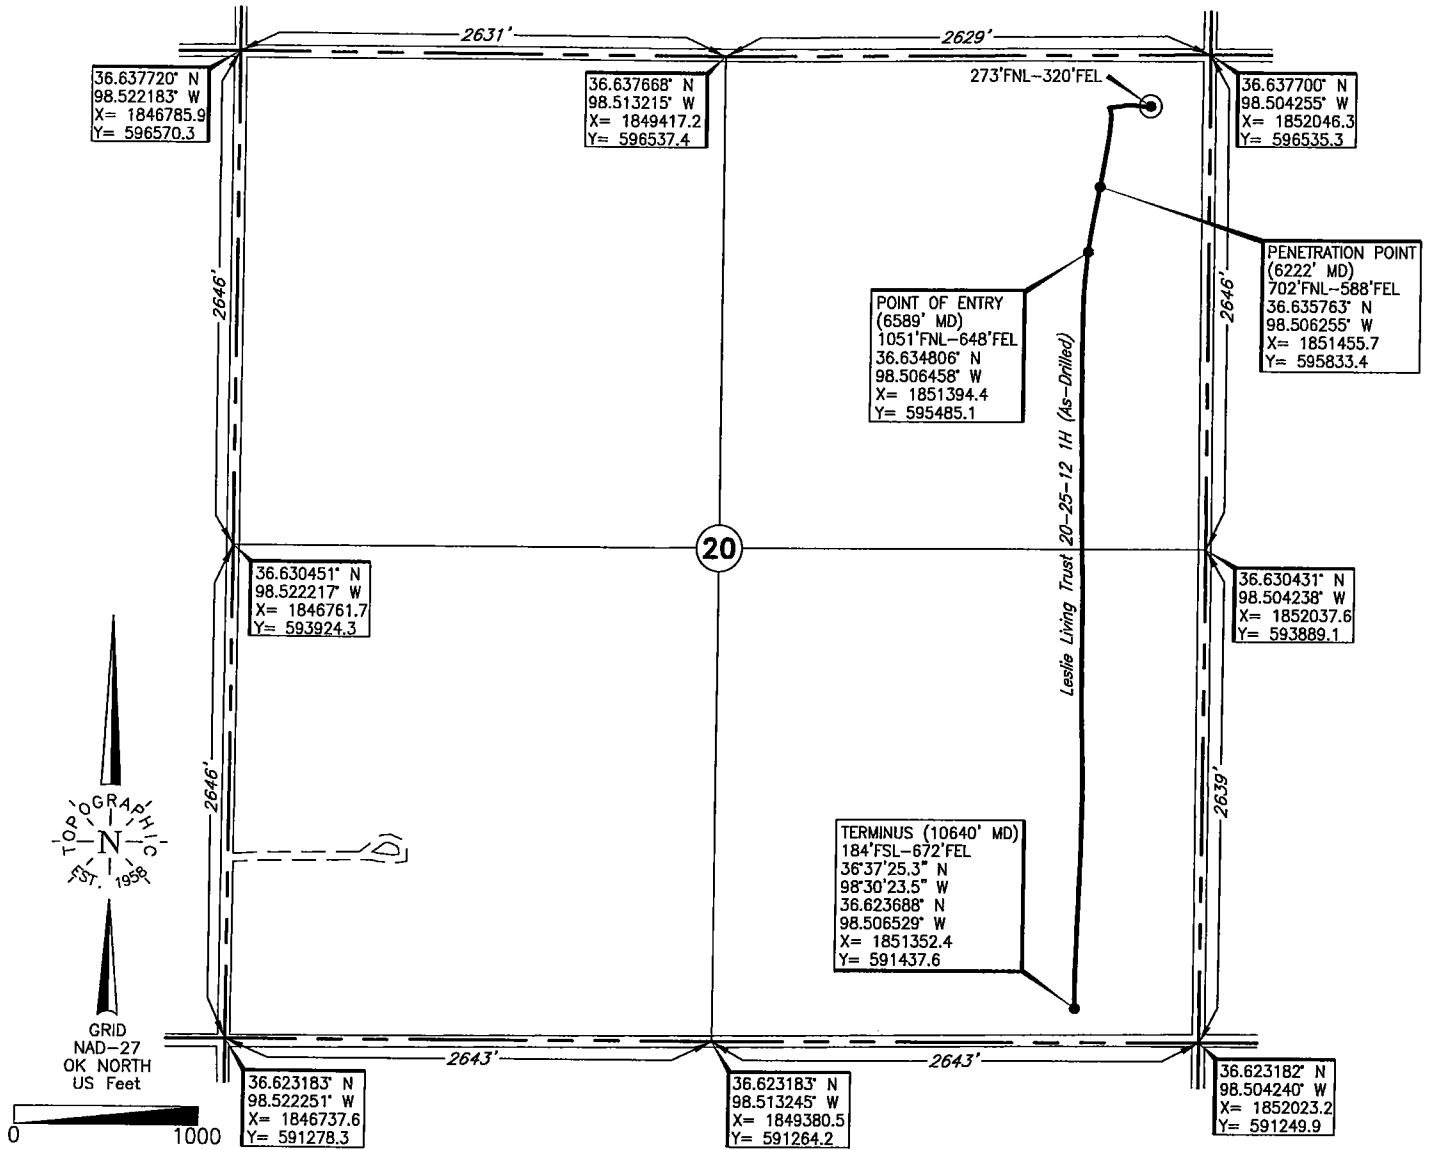 2631'
2629'
36.637720° N
98.522183° W
X= 1846785.9
Y= 596570.3
36.637668° N
98.513215° W
X= 1849417.2
Y= 596537.4
273'FNL-320'FEL
36.637700° N
98.504255° W
X= 1852046.3
Y= 596535.3
2646'
2646'
PENETRATION POINT
(6222' MD)
702'FNL-588'FEL
36.635763° N
98.506255° W
X= 1851455.7
Y= 595833.4
POINT OF ENTRY
(6589' MD)
1051'FNL-648'FEL
36.634806° N
98.506458° W
X= 1851394.4
Y= 595485.1
Leslie Living Trust 20-25-12 1H (As-Drilled)
20
36.630451° N
98.522217° W
X= 1846761.7
Y= 593924.3
36.630431° N
98.504238° W
X= 1852037.6
Y= 593889.1
2646'
2639'
TOPOGRAPHIC
N
EST. 1958
TERMINUS (10640' MD)
184'FSL-672'FEL
36°37'25.3" N
98°30'23.5" W
36.623688° N
98.506529° W
X= 1851352.4
Y= 591437.6
GRID
NAD-27
OK NORTH
US Feet
0
1000
2643'
2643'
36.623183° N
98.522251° W
X= 1846737.6
Y= 591278.3
36.623183° N
98.513245° W
X= 1849380.5
Y= 591264.2
36.623182° N
98.504240° W
X= 1852023.2
Y= 591249.9